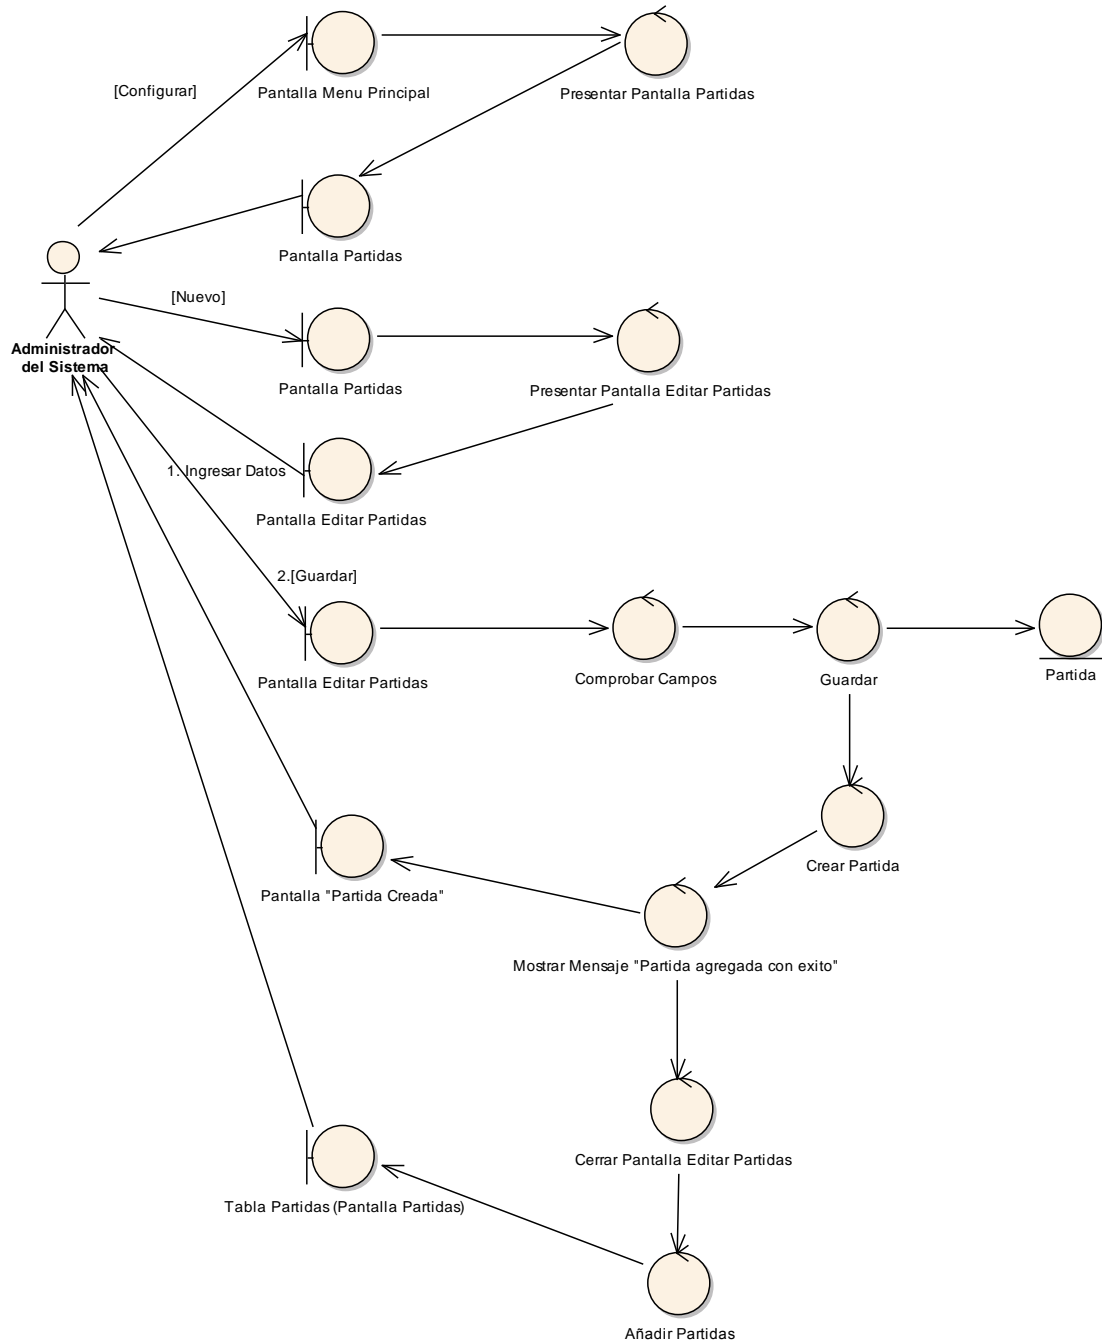 [Configurar]
Pantalla Menu Principal
Presentar Pantalla Partidas
Pantalla Partidas
[Nuevo]
Administrador
del Sistema
Pantalla Partidas
Presentar Pantalla Editar Partidas
1. Ingresar Datos
Pantalla Editar Partidas
2.[Guardar]
Pantalla Editar Partidas
Comprobar Campos
Guardar
Partida
Crear Partida
Pantalla "Partida Creada"
Mostrar Mensaje "Partida agregada con exito"
Cerrar Pantalla Editar Partidas
Tabla Partidas (Pantalla Partidas)
Añadir Partidas